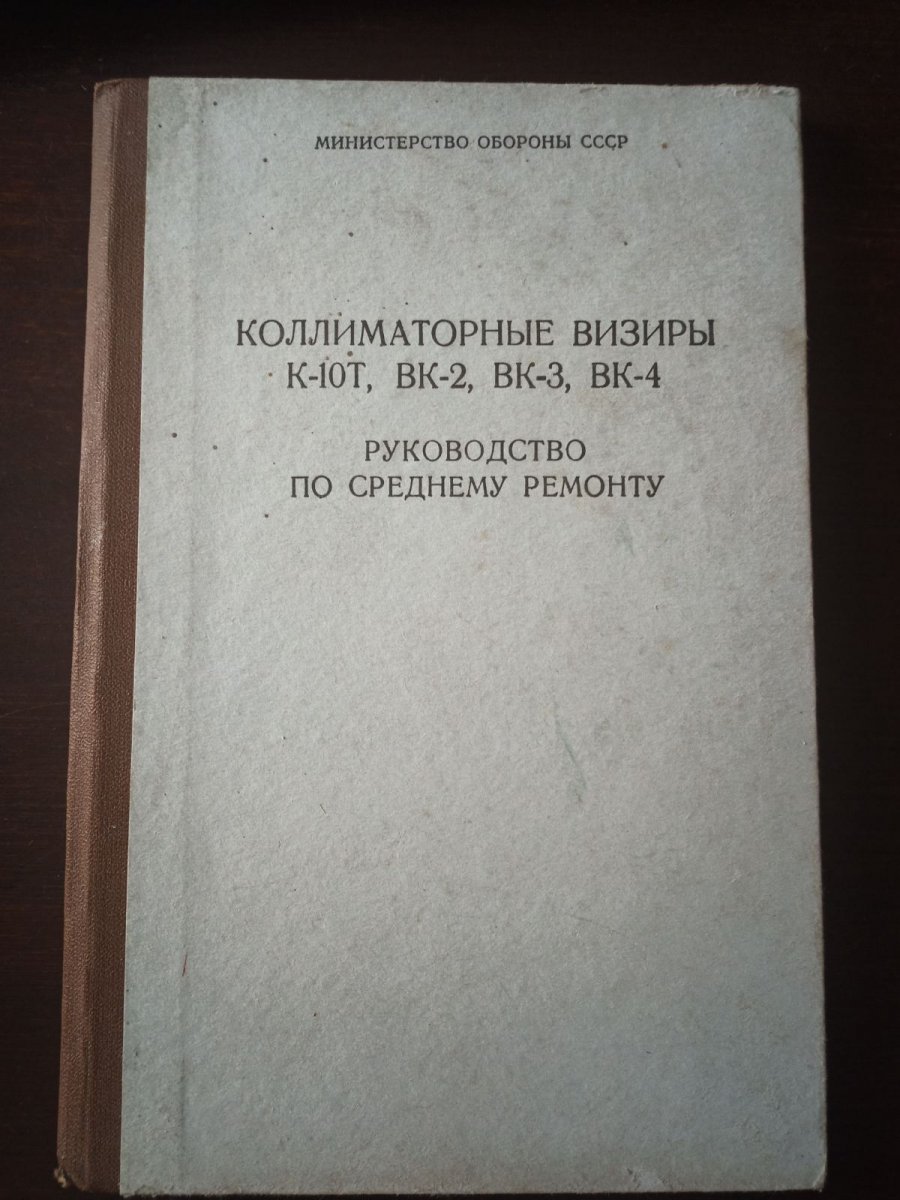 МИНИСТЕРСТВО ОБОРОНЫ СССР
КОЛЛИМАТОРНЫЕ ВИЗИРЫ
К-10Т, ВК-2, ВК-3, ВК-4
РУКОВОДСТВО
ПО СРЕДНЕМУ РЕМОНТУ